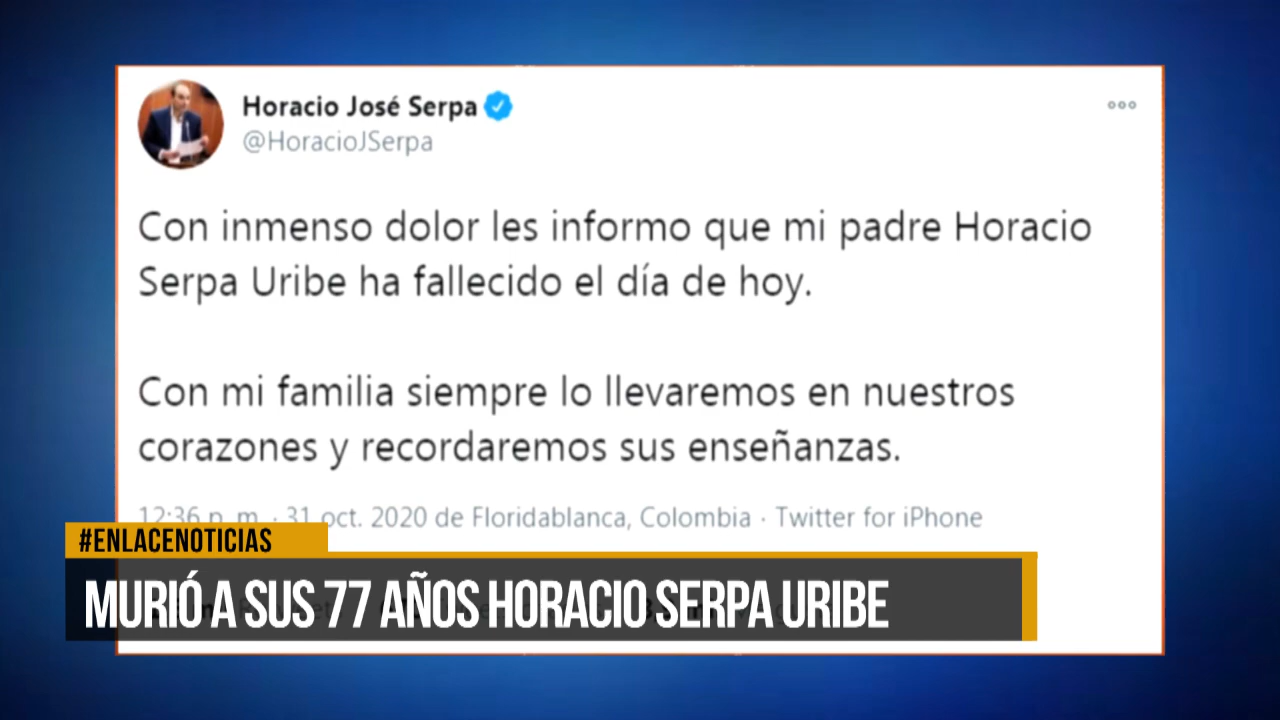 Horacio José Serpa
@HoracioJSerpa
Con inmenso dolor les informo que mi padre Horacio
Serpa Uribe ha fallecido el día de hoy.
Con mi familia siempre lo llevaremos en nuestros
corazones y recordaremos sus enseñanzas.
12:36 p. m. · 31 oct. 2020 de Floridablanca, Colombia · Twitter for iPhone
#ENLACENOTICIAS
MURIÓ A SUS 77 AÑOS HORACIO SERPA URIBE